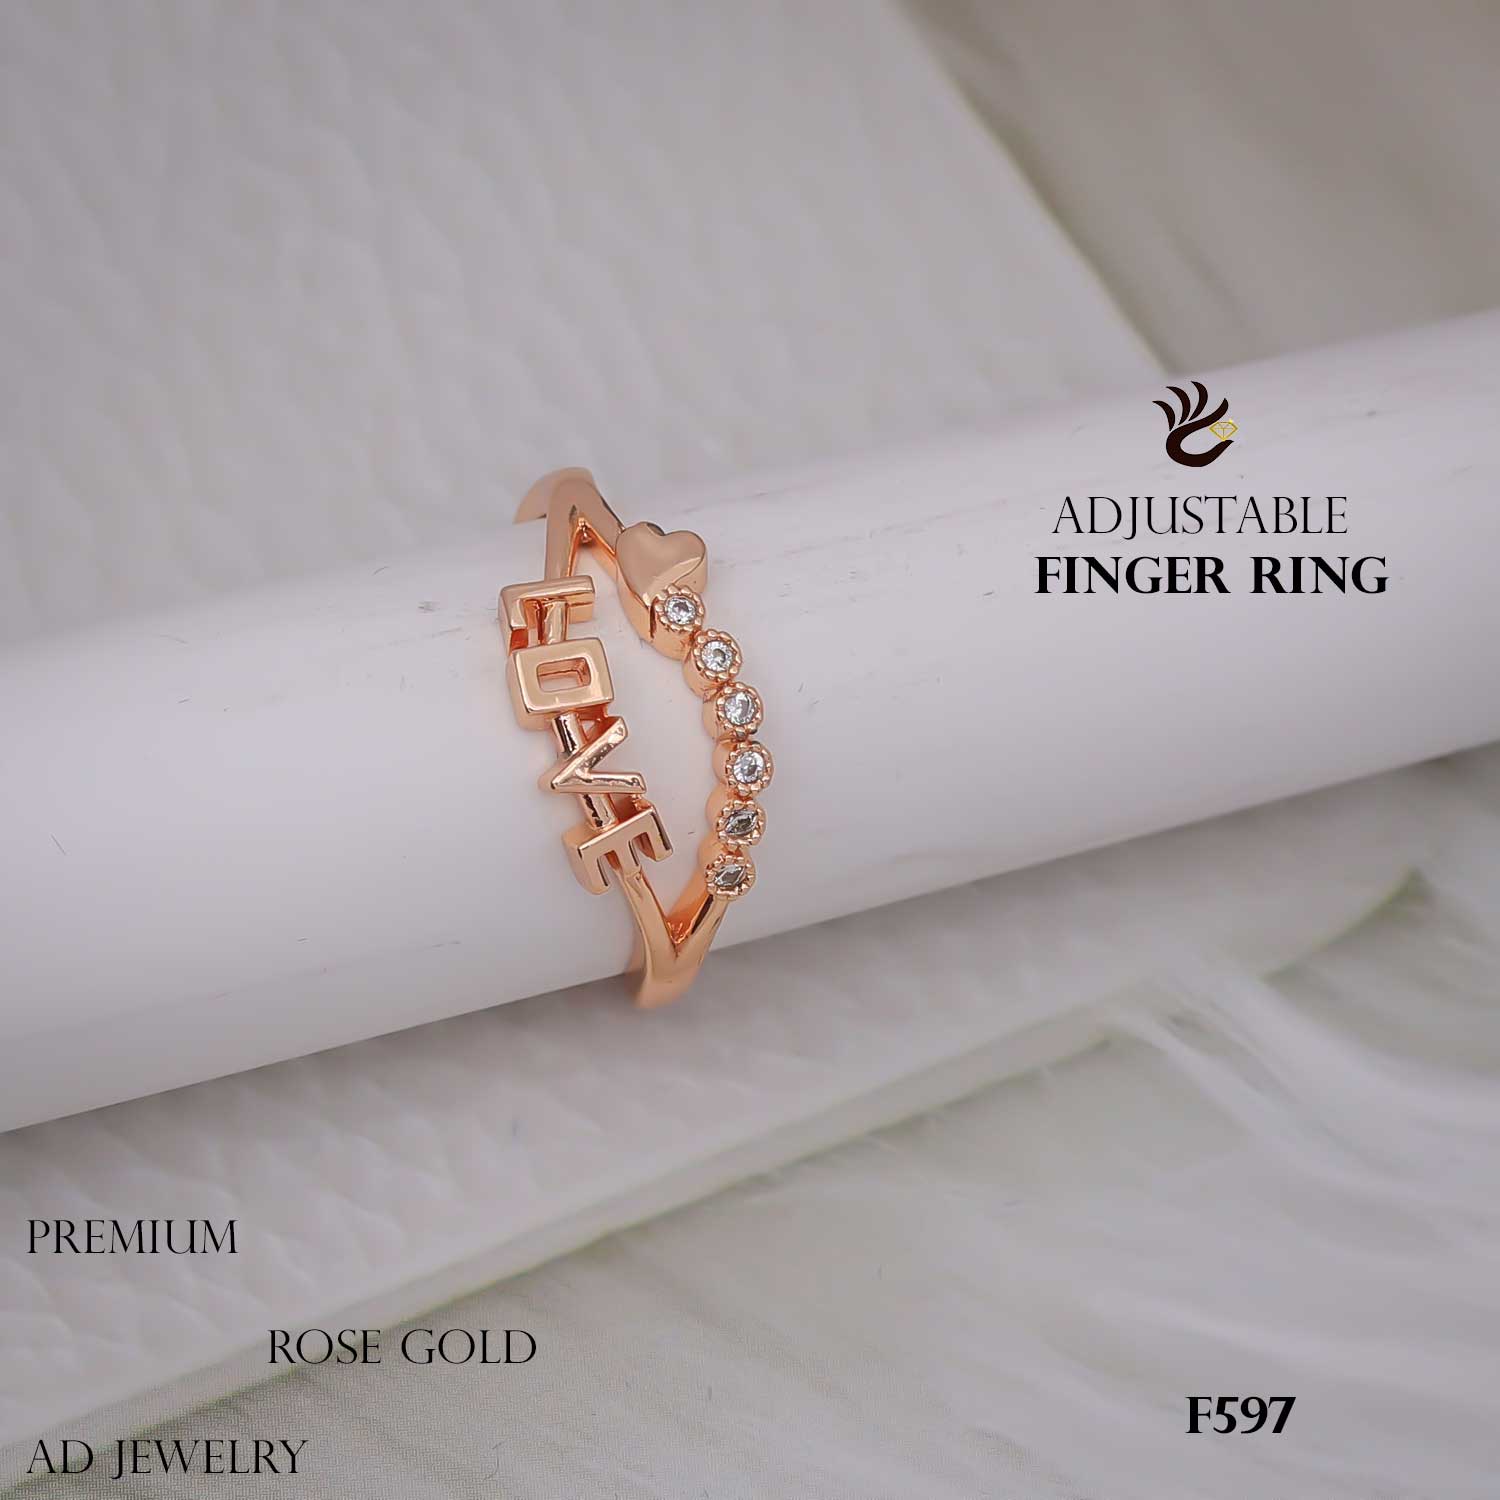 ADJUSTABLE
FINGER RING
LOVE
PREMIUM
ROSE GOLD
AD JEWELRY
F597